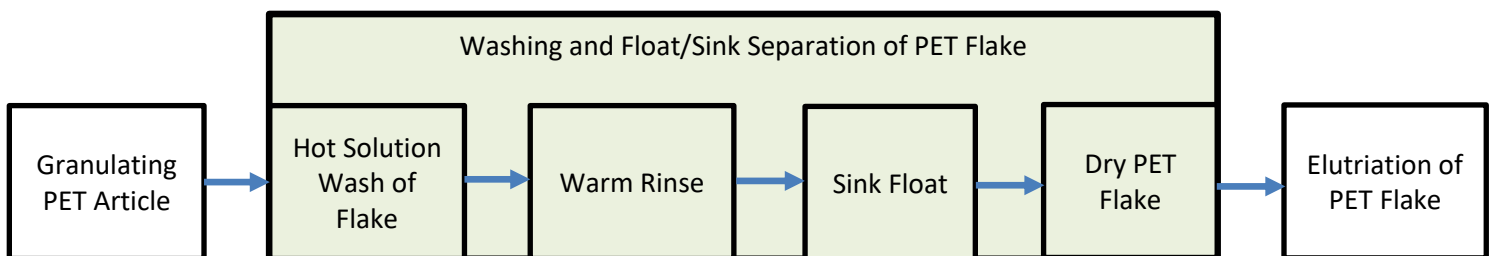 Washing and Float/Sink Separation of PET Flake
Granulating
PET Article
Hot Solution
Wash of
Flake
Warm Rinse
Sink Float
Dry PET
Flake
Elutriation of
PET Flake